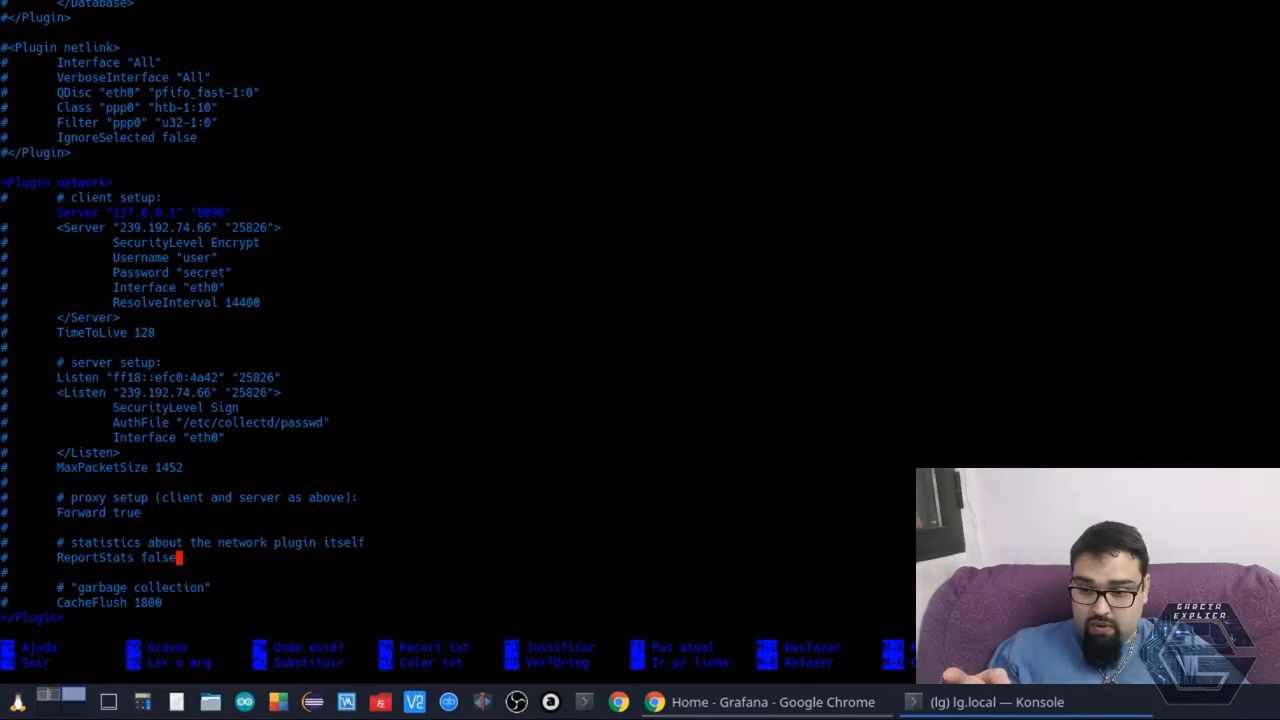 #       </Database>
#</Plugin>
#<Plugin netlink>
#       Interface "All"
#       VerboseInterface "All"
#       QDisc "eth0" "pfifo_fast-1:0"
#       Class "ppp0" "htb-1:10"
#       Filter "ppp0" "u32-1:0"
#       IgnoreSelected false
#</Plugin>
<Plugin network>
#       # client setup:
        Server "127.0.0.1" "8096"
#       <Server "239.192.74.66" "25826">
#               SecurityLevel Encrypt
#               Username "user"
#               Password "secret"
#               Interface "eth0"
#               ResolveInterval 14400
#       </Server>
#       TimeToLive 128
#
#       # server setup:
#       Listen "ff18::efc0:4a42" "25826"
#       <Listen "239.192.74.66" "25826">
#               SecurityLevel Sign
#               AuthFile "/etc/collectd/passwd"
#               Interface "eth0"
#       </Listen>
#       MaxPacketSize 1452
#
#       # proxy setup (client and server as above):
#       Forward true
#
#       # statistics about the network plugin itself
#       ReportStats false
#
#       # "garbage collection"
#       CacheFlush 1800
</Plugin>
^G Ajuda ^O Gravar ^W Onde está? ^K Recort txt ^J Justificar ^C Pos atual M-U Desfazer
^X Sair ^R Ler o arq ^\ Substituir ^U Colar txt ^T VerfOrtog ^_ Ir p/ linha M-E Refazer
GARCIA
EXPLICA
Home - Grafana - Google Chrome
(lg) lg.local — Konsole